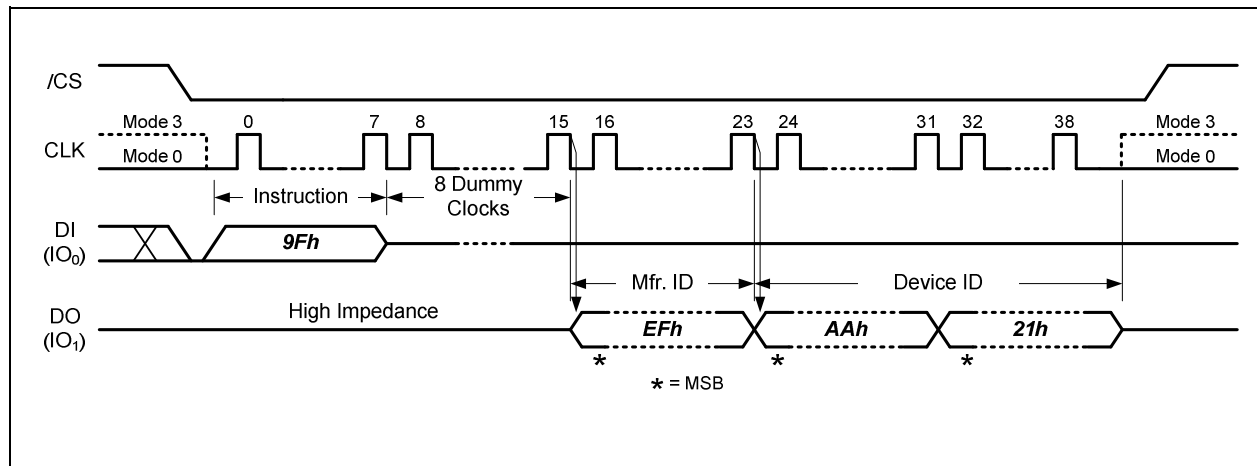 /CS
Mode 3 0 7 8 15 16 23 24 31 32 38 Mode 3
CLK
Mode 0 Mode 0
Instruction 8 Dummy
Clocks
DI
(IO₀)
9Fh
Mfr. ID Device ID
DO
(IO₁)
High Impedance
EFh AAh 21h
* * *
* = MSB